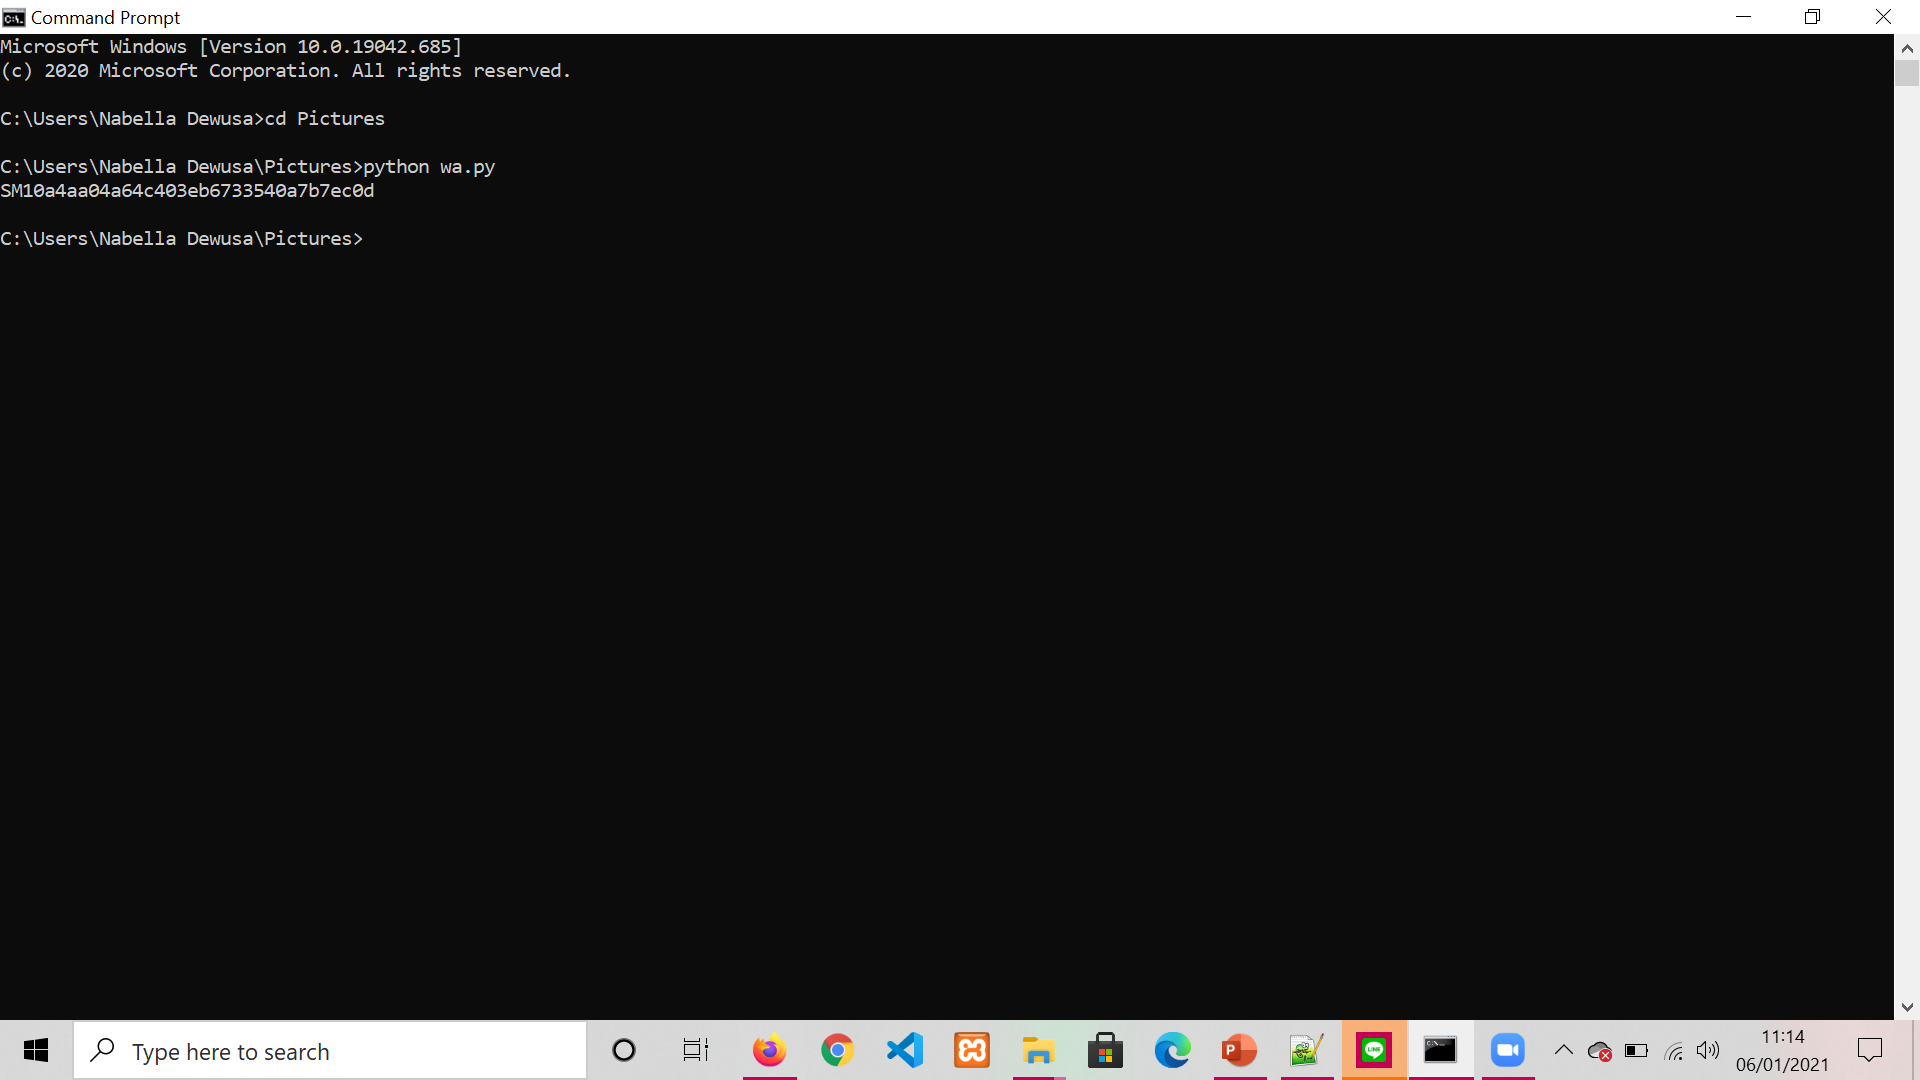 Command Prompt
Microsoft Windows [Version 10.0.19042.685]
(c) 2020 Microsoft Corporation. All rights reserved.
C:\Users\Nabella Dewusa>cd Pictures
C:\Users\Nabella Dewusa\Pictures>python wa.py
SM10a4aa04a64c403eb6733540a7b7ec0d
C:\Users\Nabella Dewusa\Pictures>
Type here to search
LINE
11:14
06/01/2021